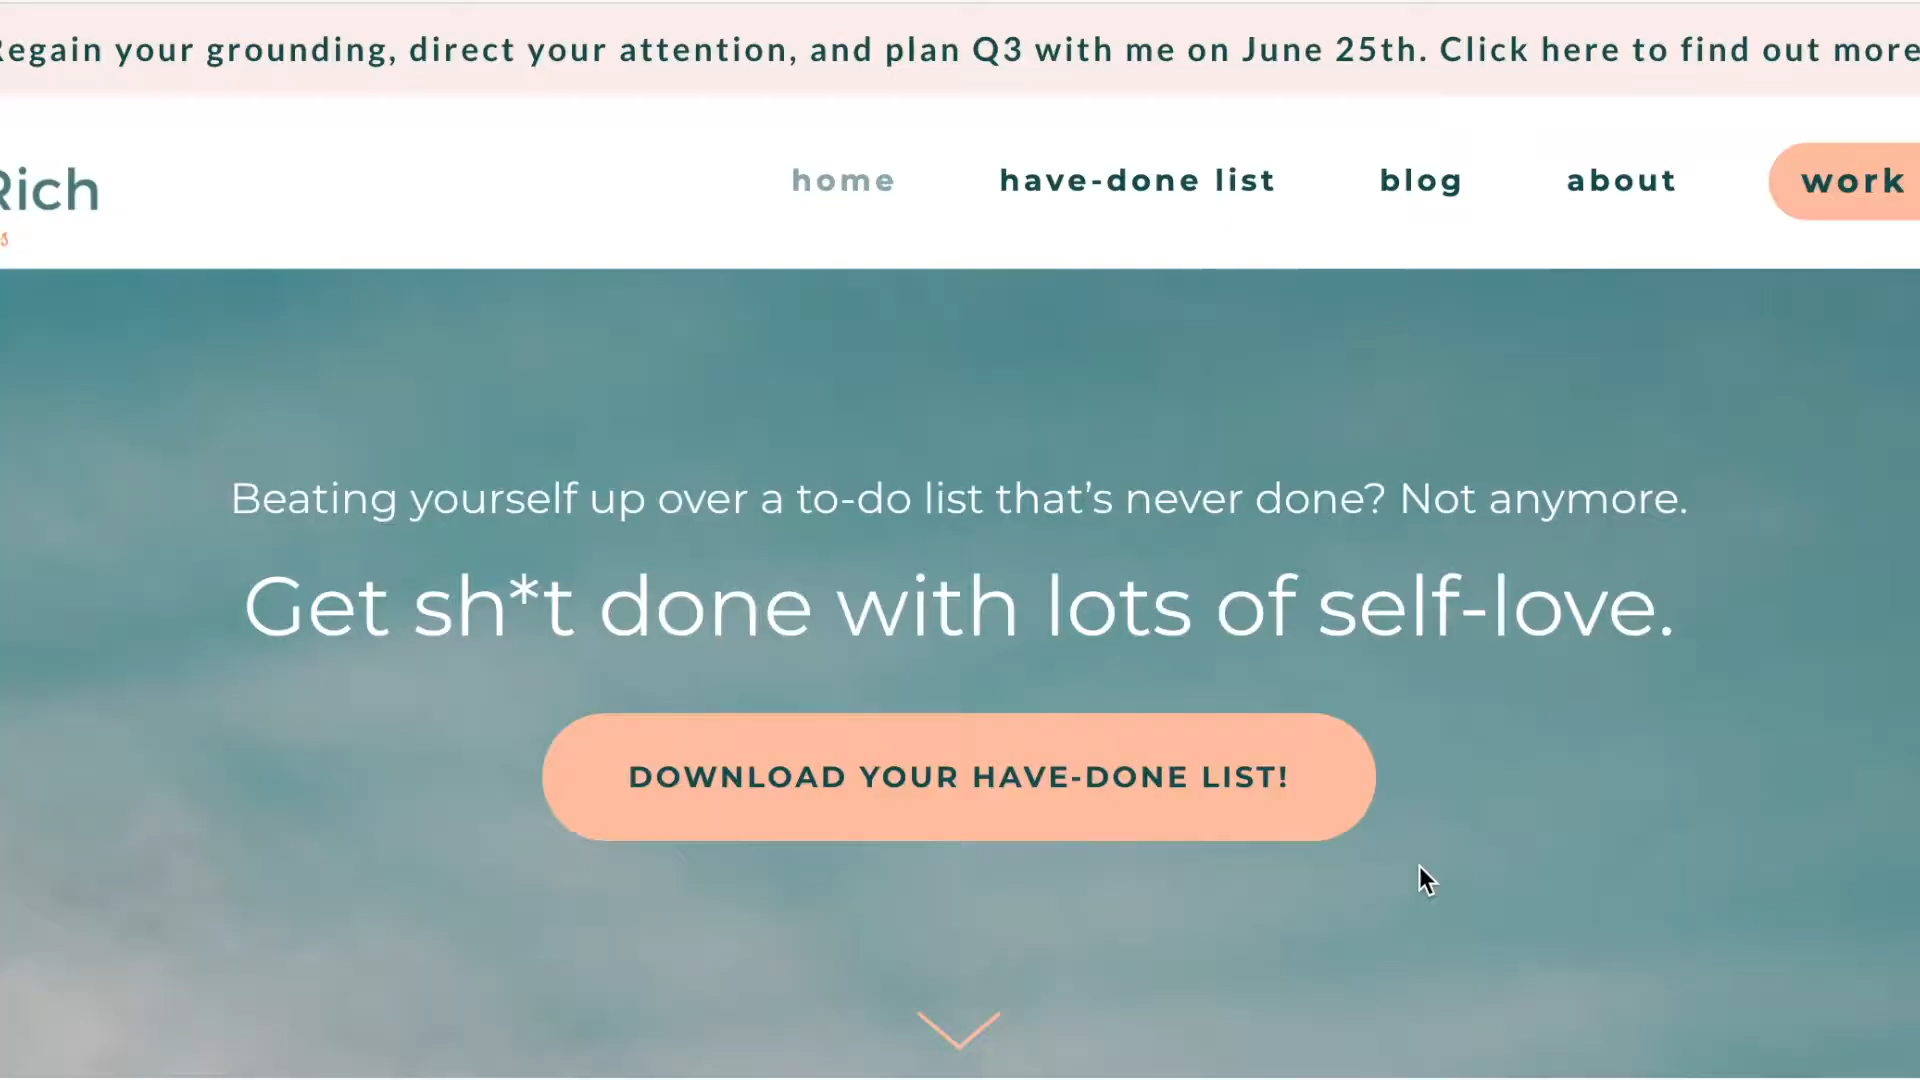 egain your grounding, direct your attention, and plan Q3 with me on June 25th. Click here to find out more
Rich
home have-done list blog about work
s
Beating yourself up over a to-do list that's never done? Not anymore.
Get sh*t done with lots of self-love.
DOWNLOAD YOUR HAVE-DONE LIST!